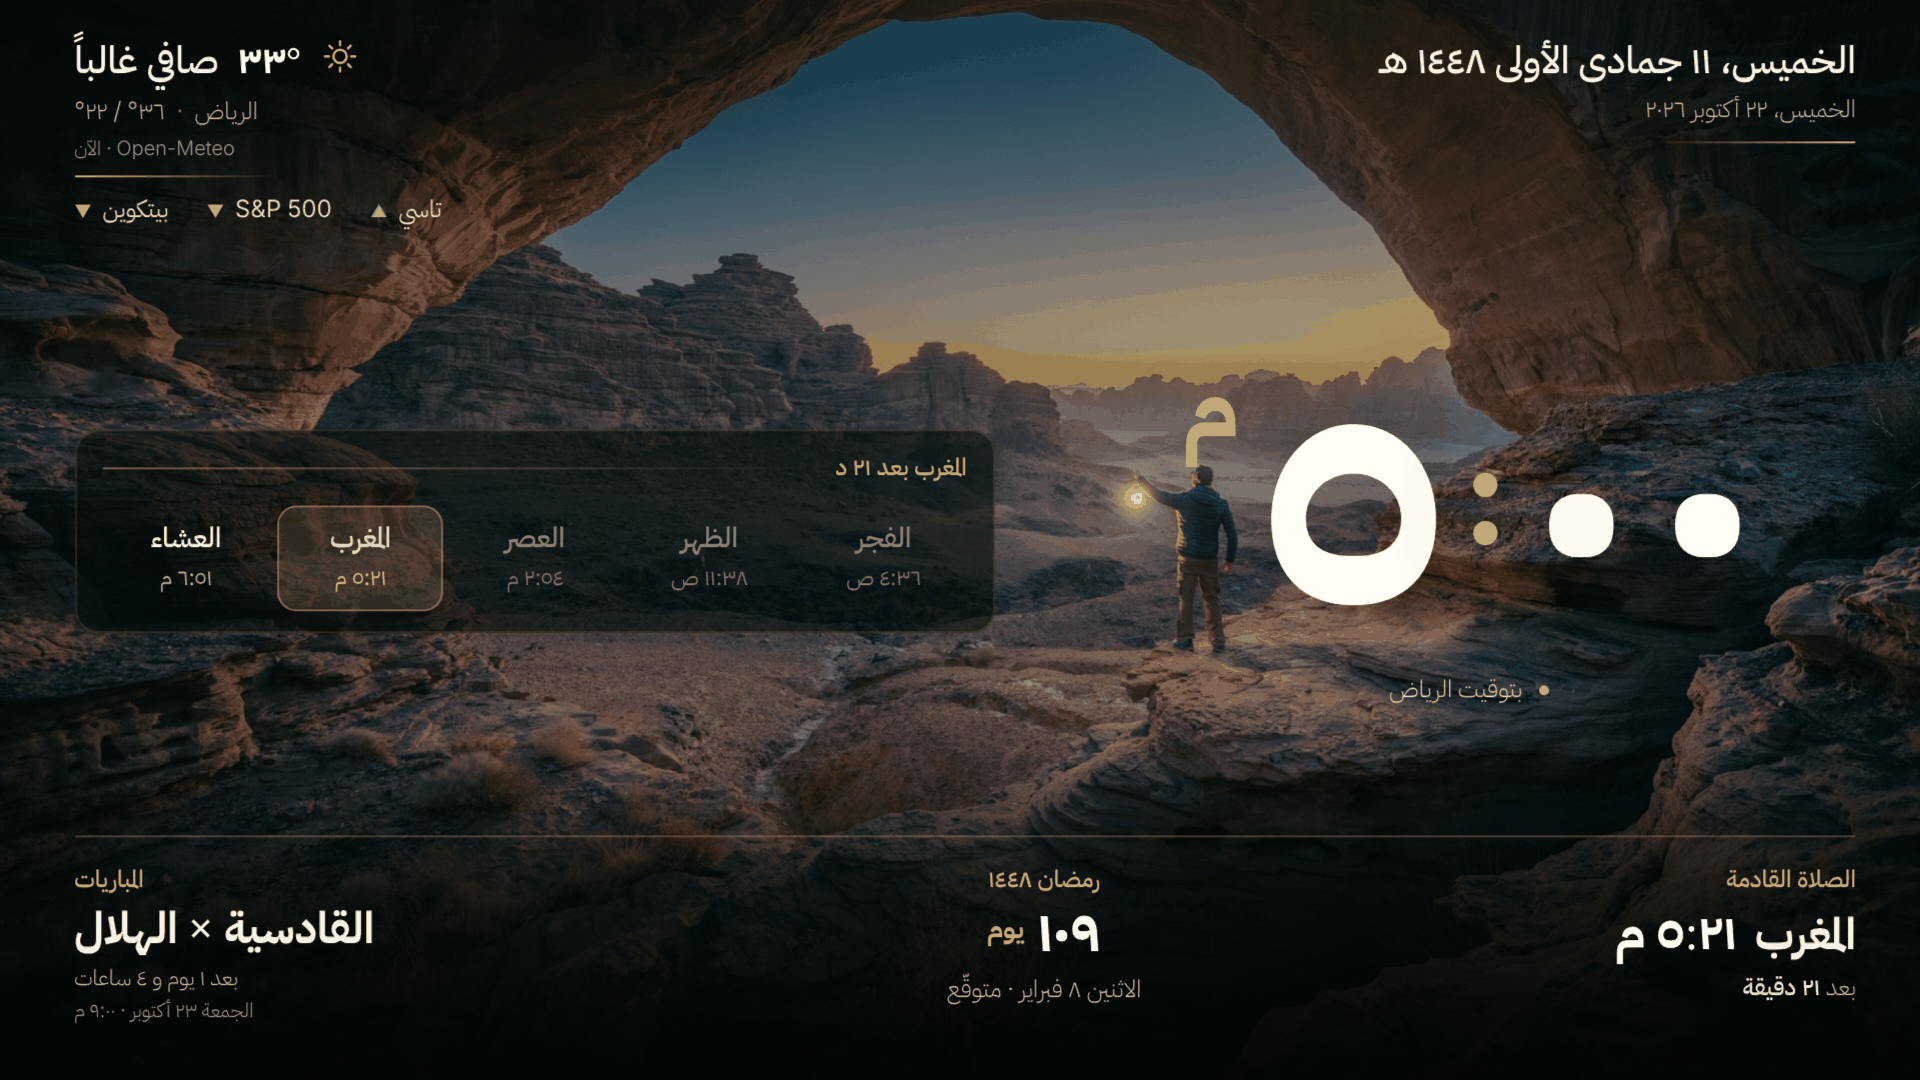 الخميس، ١١ جمادى الأولى ١٤٤٨ هـ
الخميس، ٢٢ أكتوبر ٢٠٢٦
٣٣° صافي غالباً
الرياض · ٣٦° / ٢٢°
الآن · Open-Meteo
تاسي ▲ S&P 500 ▼ بيتكوين ▼
٥:٠٠ م
بتوقيت الرياض
المغرب بعد ٢١ د
الفجر العصر الظهر المغرب العشاء
٤:٣٦ ص ١١:٣٨ ص ٢:٥٤ م ٥:٢١ م ٦:٥١ م
الصلاة القادمة
المغرب ٥:٢١ م
بعد ٢١ دقيقة
رمضان ١٤٤٨
١٠٩ يوم
الاثنين ٨ فبراير · متوقّع
المباريات
القادسية × الهلال
بعد ١ يوم و ٤ ساعات
الجمعة ٢٣ أكتوبر · ٩:٠٠ م